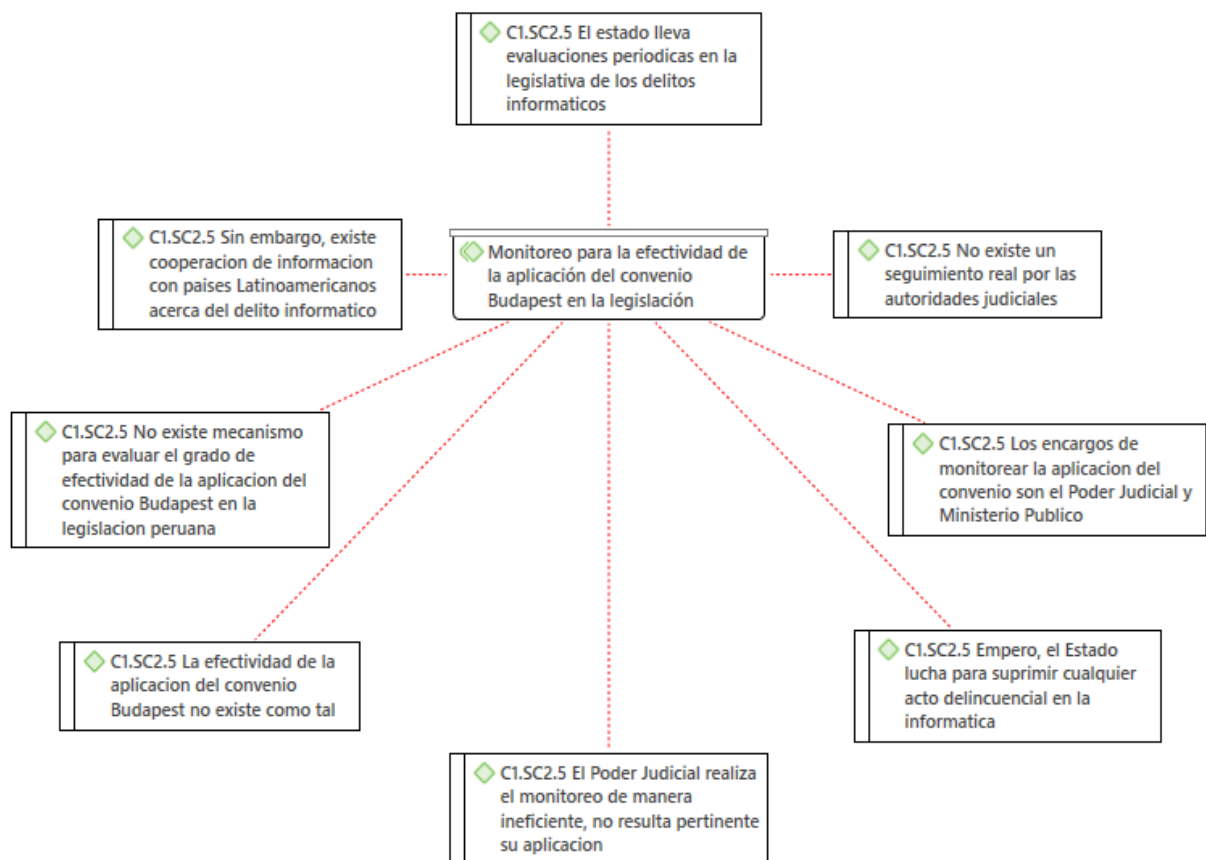 C1.SC2.5 El estado lleva
evaluaciones periodicas en la
legislativa de los delitos
informaticos
C1.SC2.5 Sin embargo, existe
cooperacion de informacion
con paises Latinoamericanos
acerca del delito informatico
Monitoreo para la efectividad de
la aplicación del convenio
Budapest en la legislación
C1.SC2.5 No existe un
seguimiento real por las
autoridades judiciales
C1.SC2.5 No existe mecanismo
para evaluar el grado de
efectividad de la aplicacion del
convenio Budapest en la
legislacion peruana
C1.SC2.5 Los encargos de
monitorear la aplicacion del
convenio son el Poder Judicial y
Ministerio Publico
C1.SC2.5 La efectividad de la
aplicacion del convenio
Budapest no existe como tal
C1.SC2.5 Empero, el Estado
lucha para suprimir cualquier
acto delincuencial en la
informatica
C1.SC2.5 El Poder Judicial realiza
el monitoreo de manera
ineficiente, no resulta pertinente
su aplicacion